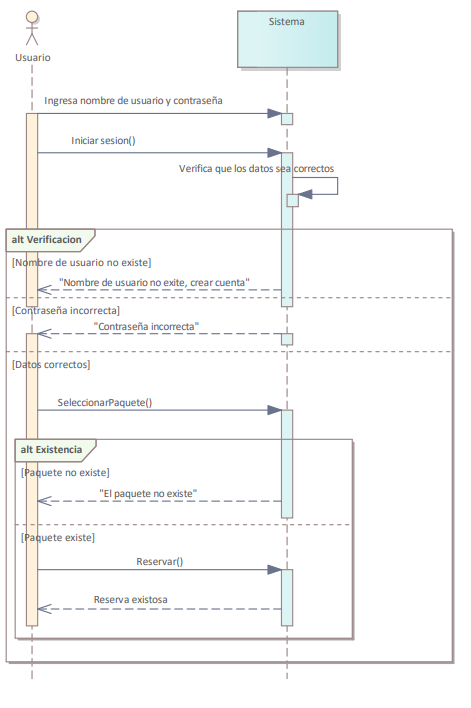 Usuario
Sistema
Ingresa nombre de usuario y contraseña
Iniciar sesion()
Verifica que los datos sea correctos
alt Verificacion
[Nombre de usuario no existe]
"Nombre de usuario no exite, crear cuenta"
[Contraseña incorrecta]
"Contraseña incorrecta"
[Datos correctos]
SeleccionarPaquete()
alt Existencia
[Paquete no existe]
"El paquete no existe"
[Paquete existe]
Reservar()
Reserva existosa